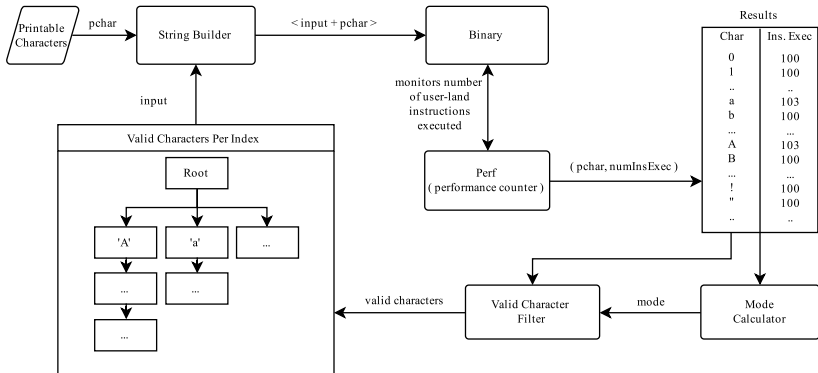 Printable
Characters
pchar
String Builder
< input + pchar >
Binary
input
monitors number
of user-land
instructions
executed
Perf
( performance counter )
( pchar, numInsExec )
Results
Char Ins. Exec
0 100
1 100
.. ..
a 103
b 100
... ...
A 103
B 100
... ...
! 100
" 100
.. ..
Valid Characters Per Index
Root
'A' 'a' ...
... ...
...
valid characters
Valid Character
Filter
mode
Mode
Calculator